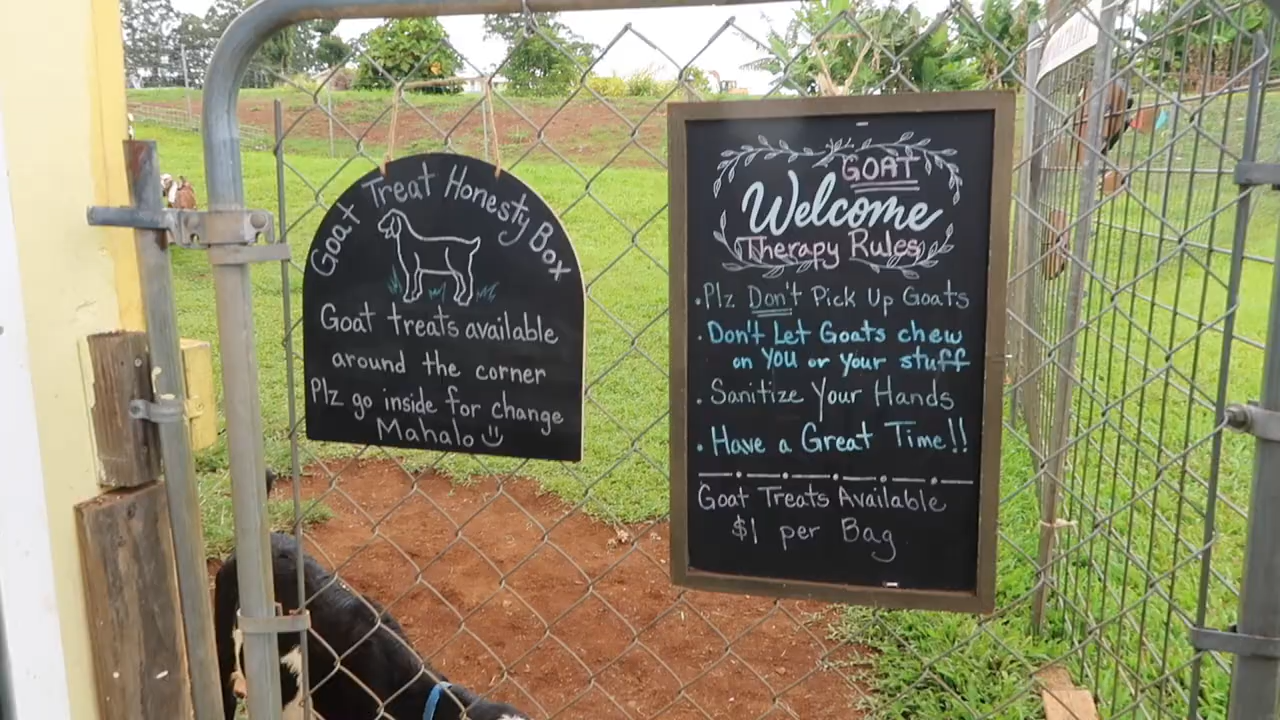 Goat Treat Honesty Box
Goat treats available
around the corner
Plz go inside for change
Mahalo
GOAT
Welcome
Therapy Rules
• Plz Don't Pick Up Goats
• Don't Let Goats chew
on you or your stuff
• Sanitize Your Hands
• Have a Great Time!!
Goat Treats Available
$1 per Bag